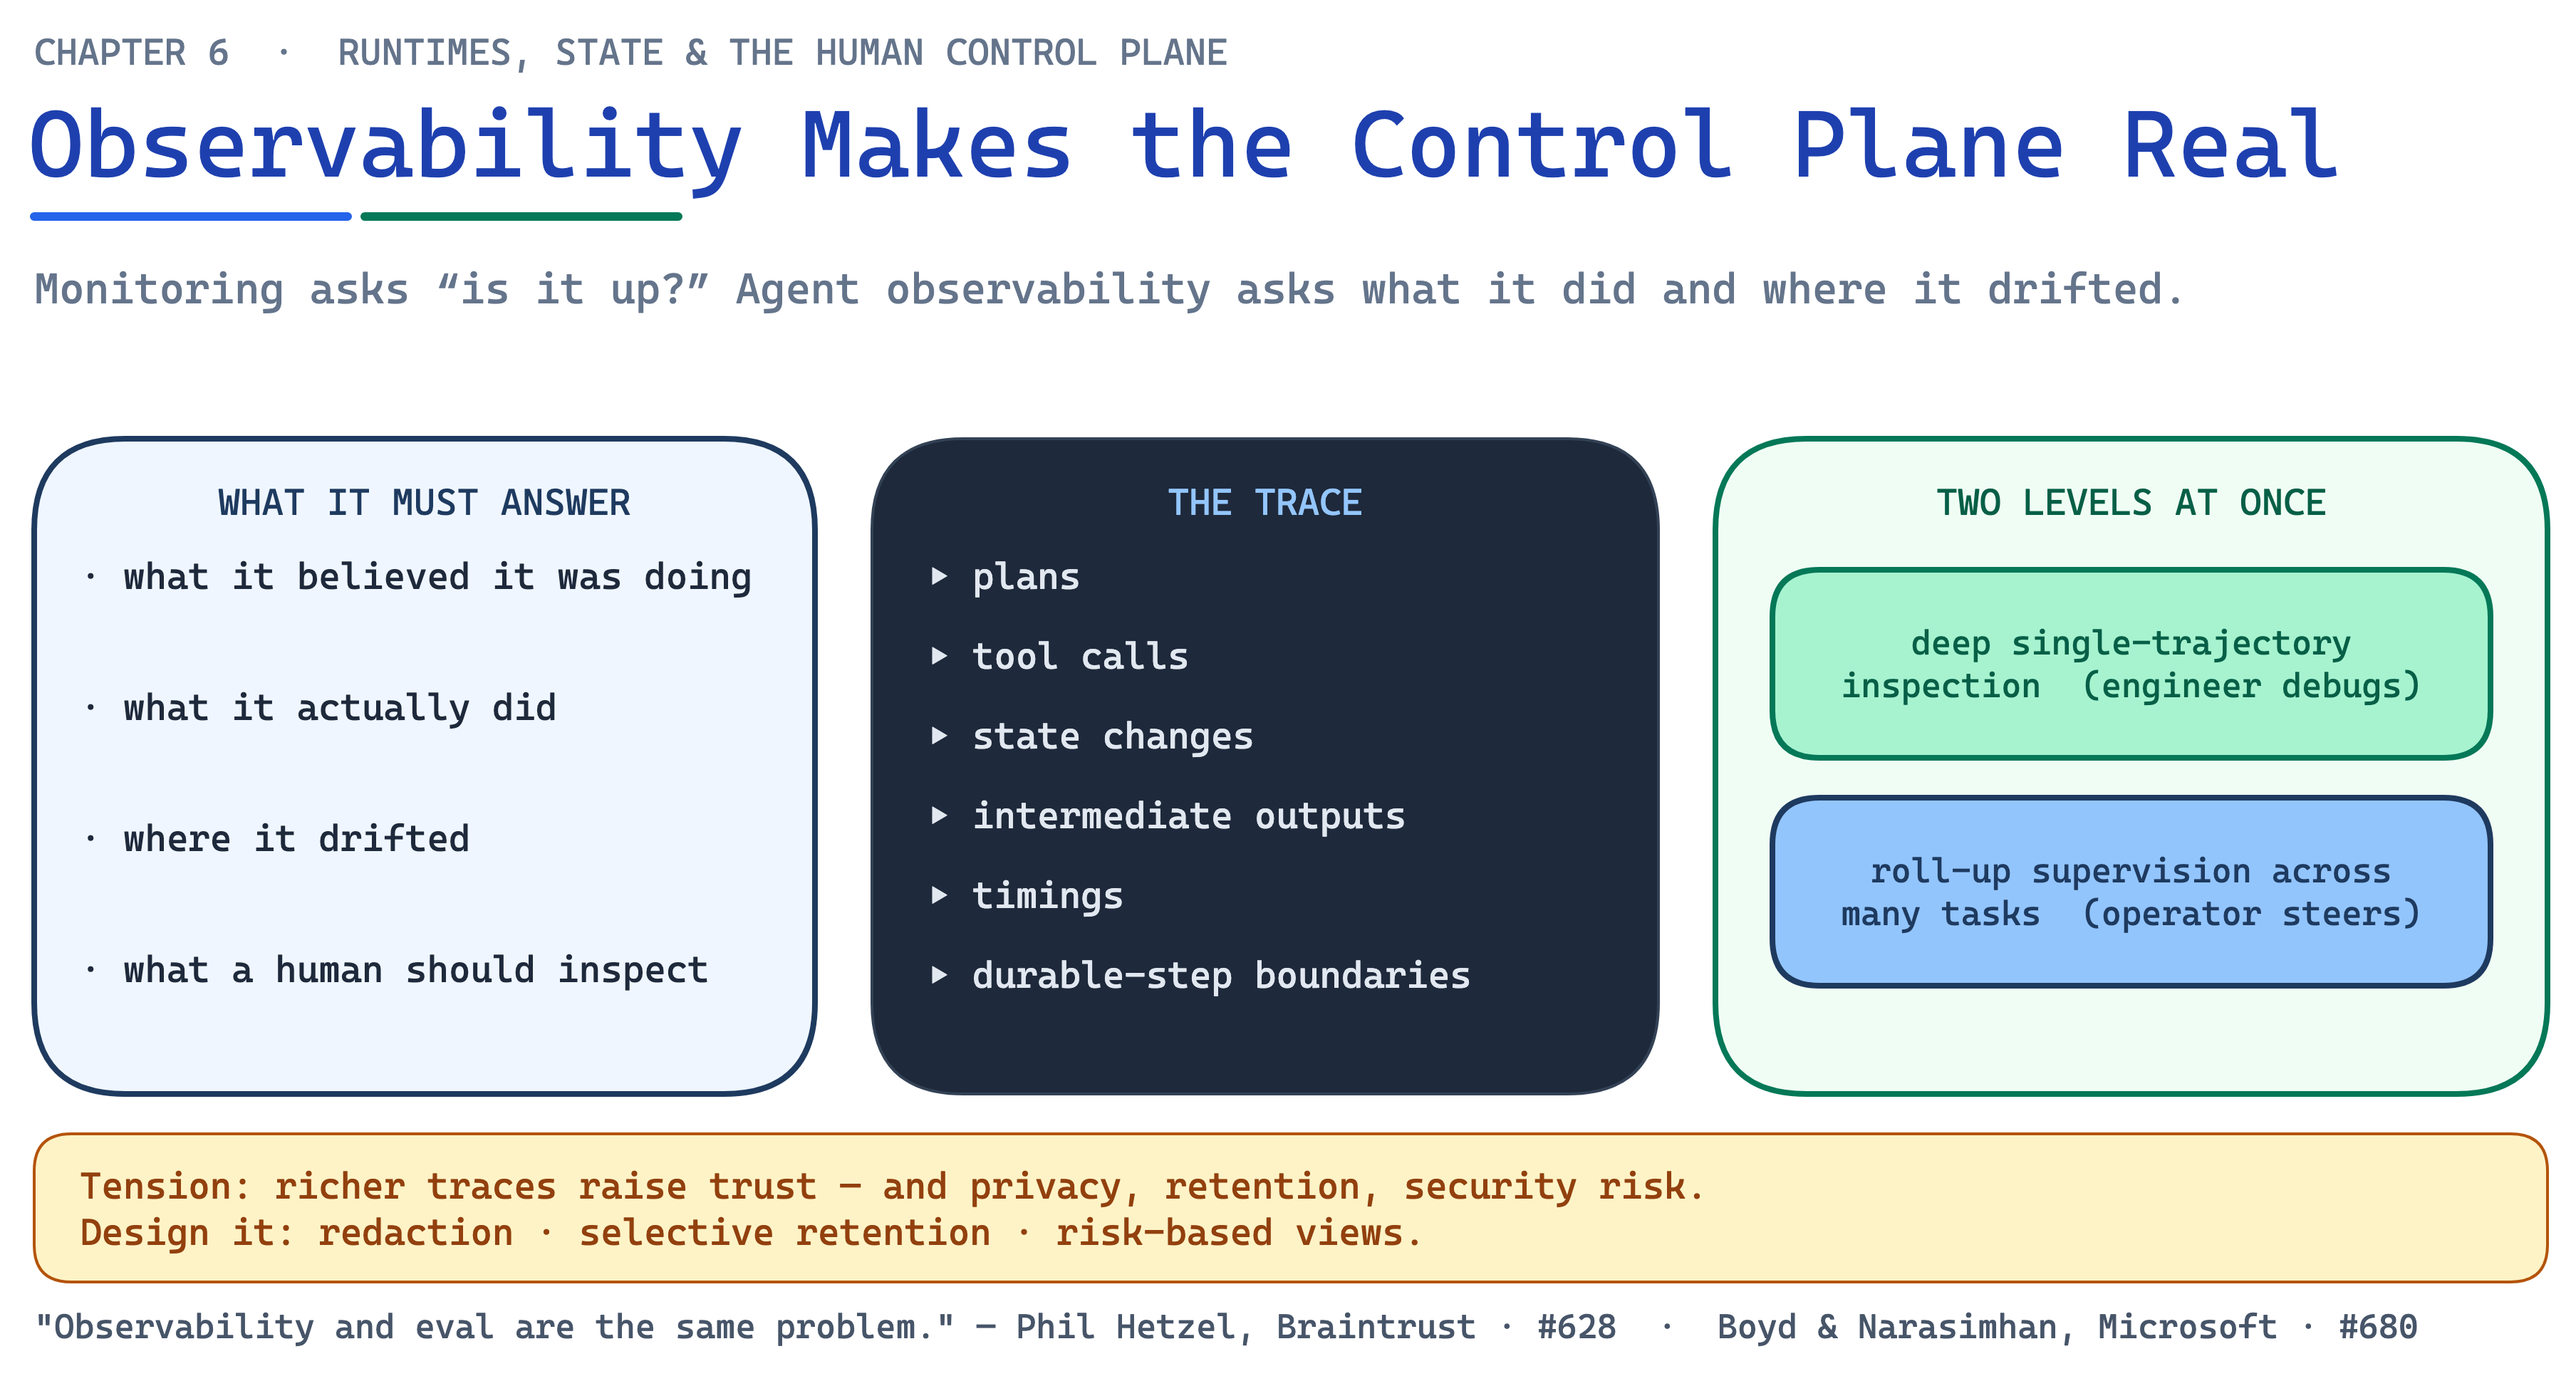 CHAPTER 6 · RUNTIMES, STATE & THE HUMAN CONTROL PLANE
Observability Makes the Control Plane Real
Monitoring asks “is it up?” Agent observability asks what it did and where it drifted.
WHAT IT MUST ANSWER
· what it believed it was doing
· what it actually did
· where it drifted
· what a human should inspect
THE TRACE
▸ plans
▸ tool calls
▸ state changes
▸ intermediate outputs
▸ timings
▸ durable-step boundaries
TWO LEVELS AT ONCE
deep single-trajectory
inspection (engineer debugs)
roll-up supervision across
many tasks (operator steers)
Tension: richer traces raise trust — and privacy, retention, security risk.
Design it: redaction · selective retention · risk-based views.
"Observability and eval are the same problem." — Phil Hetzel, Braintrust · #628 · Boyd & Narasimhan, Microsoft · #680